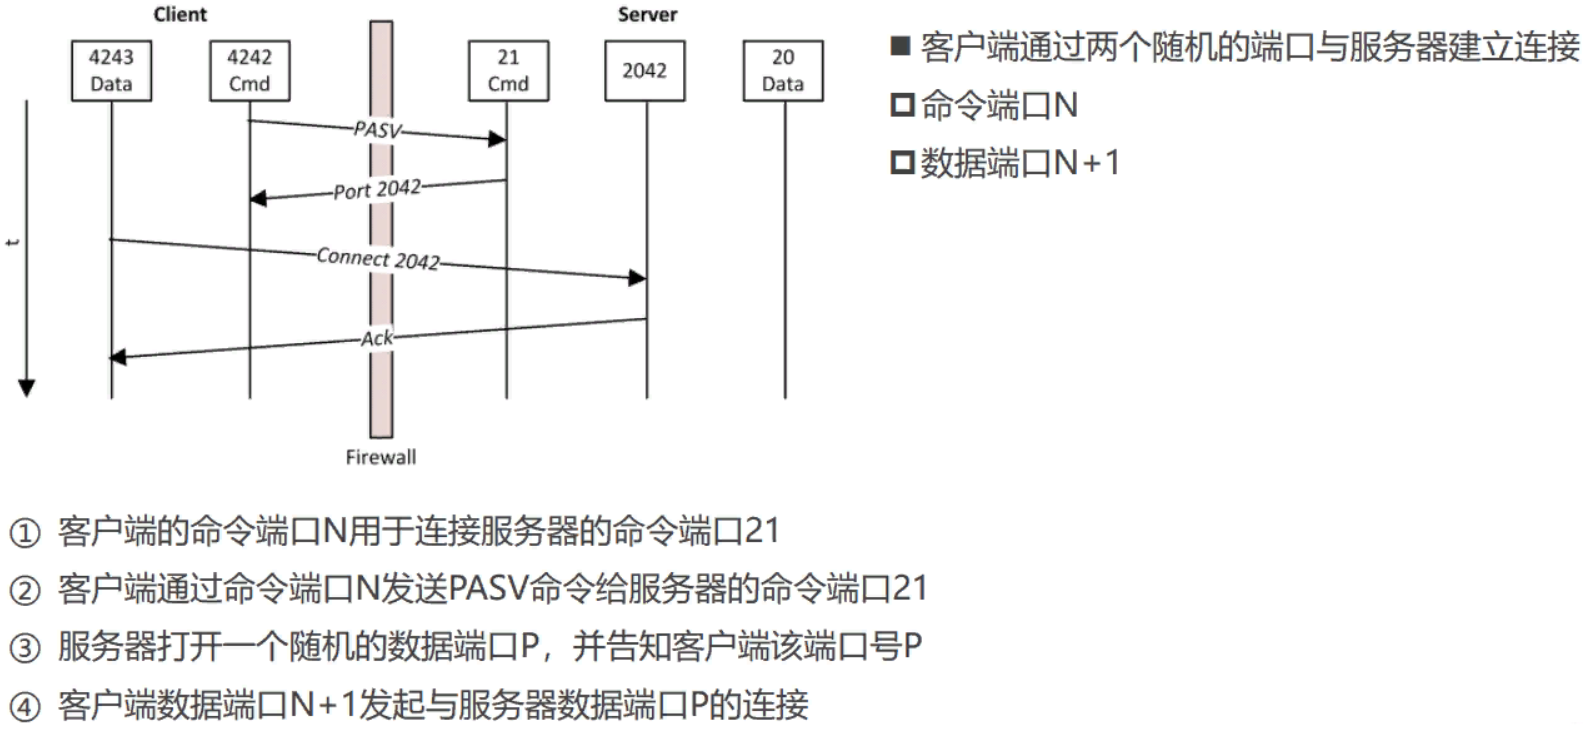 Client
Server
4243
Data
4242
Cmd
21
Cmd
2042
20
Data
PASV
Port 2042
Connect 2042
Ack
t
Firewall
■ 客户端通过两个随机的端口与服务器建立连接
命令端口N
数据端口N+1
① 客户端的命令端口N用于连接服务器的命令端口21
② 客户端通过命令端口N发送PASV命令给服务器的命令端口21
③ 服务器打开一个随机的数据端口P，并告知客户端该端口号P
④ 客户端数据端口N+1发起与服务器数据端口P的连接